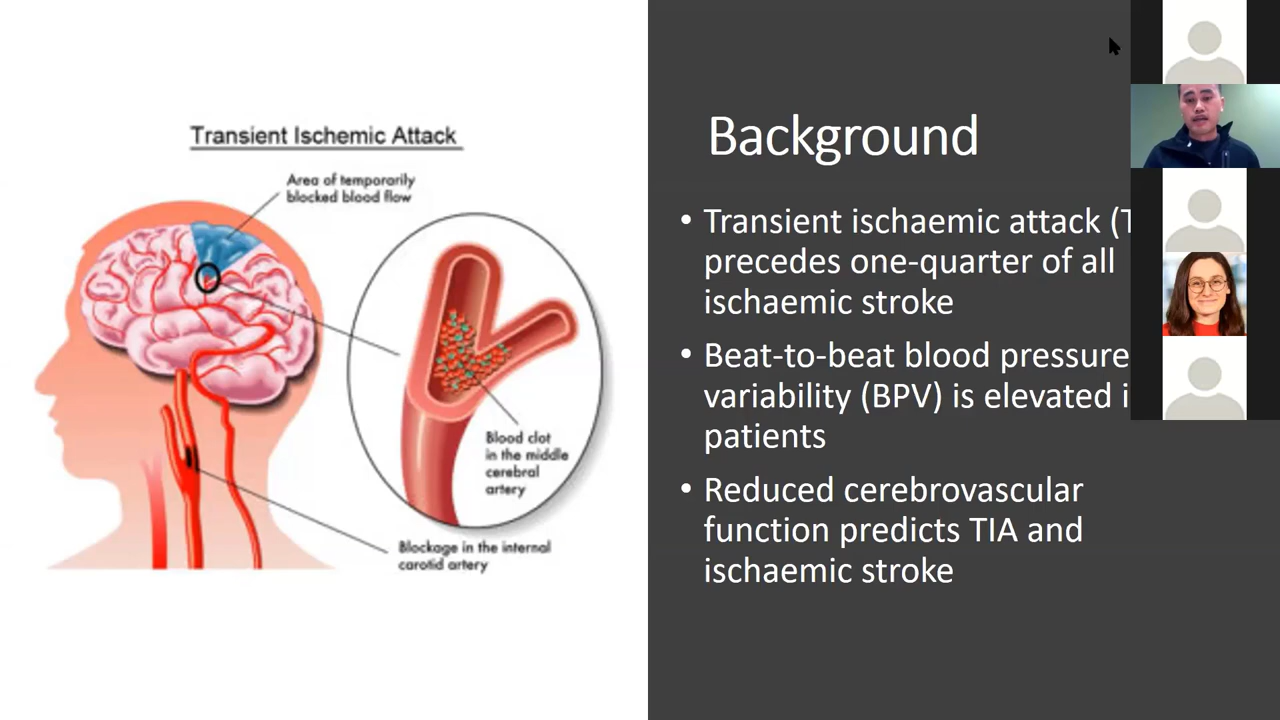 Transient Ischemic Attack
Area of temporarily
blocked blood flow
Blood clot
in the middle
cerebral
artery
Blockage in the internal
carotid artery
Background
• Transient ischaemic attack (T
precedes one-quarter of all
ischaemic stroke
• Beat-to-beat blood pressure
variability (BPV) is elevated i
patients
• Reduced cerebrovascular
function predicts TIA and
ischaemic stroke